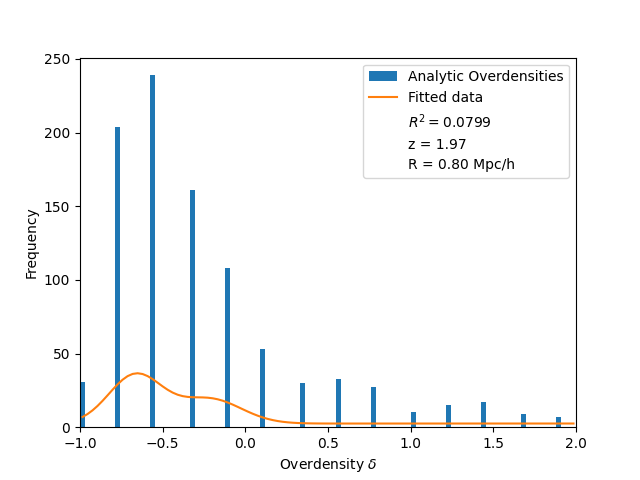 250
200
150
100
50
0
Frequency
−1.0 −0.5 0.0 0.5 1.0 1.5 2.0
Overdensity δ
Analytic Overdensities
Fitted data
R² = 0.0799
z = 1.97
R = 0.80 Mpc/h